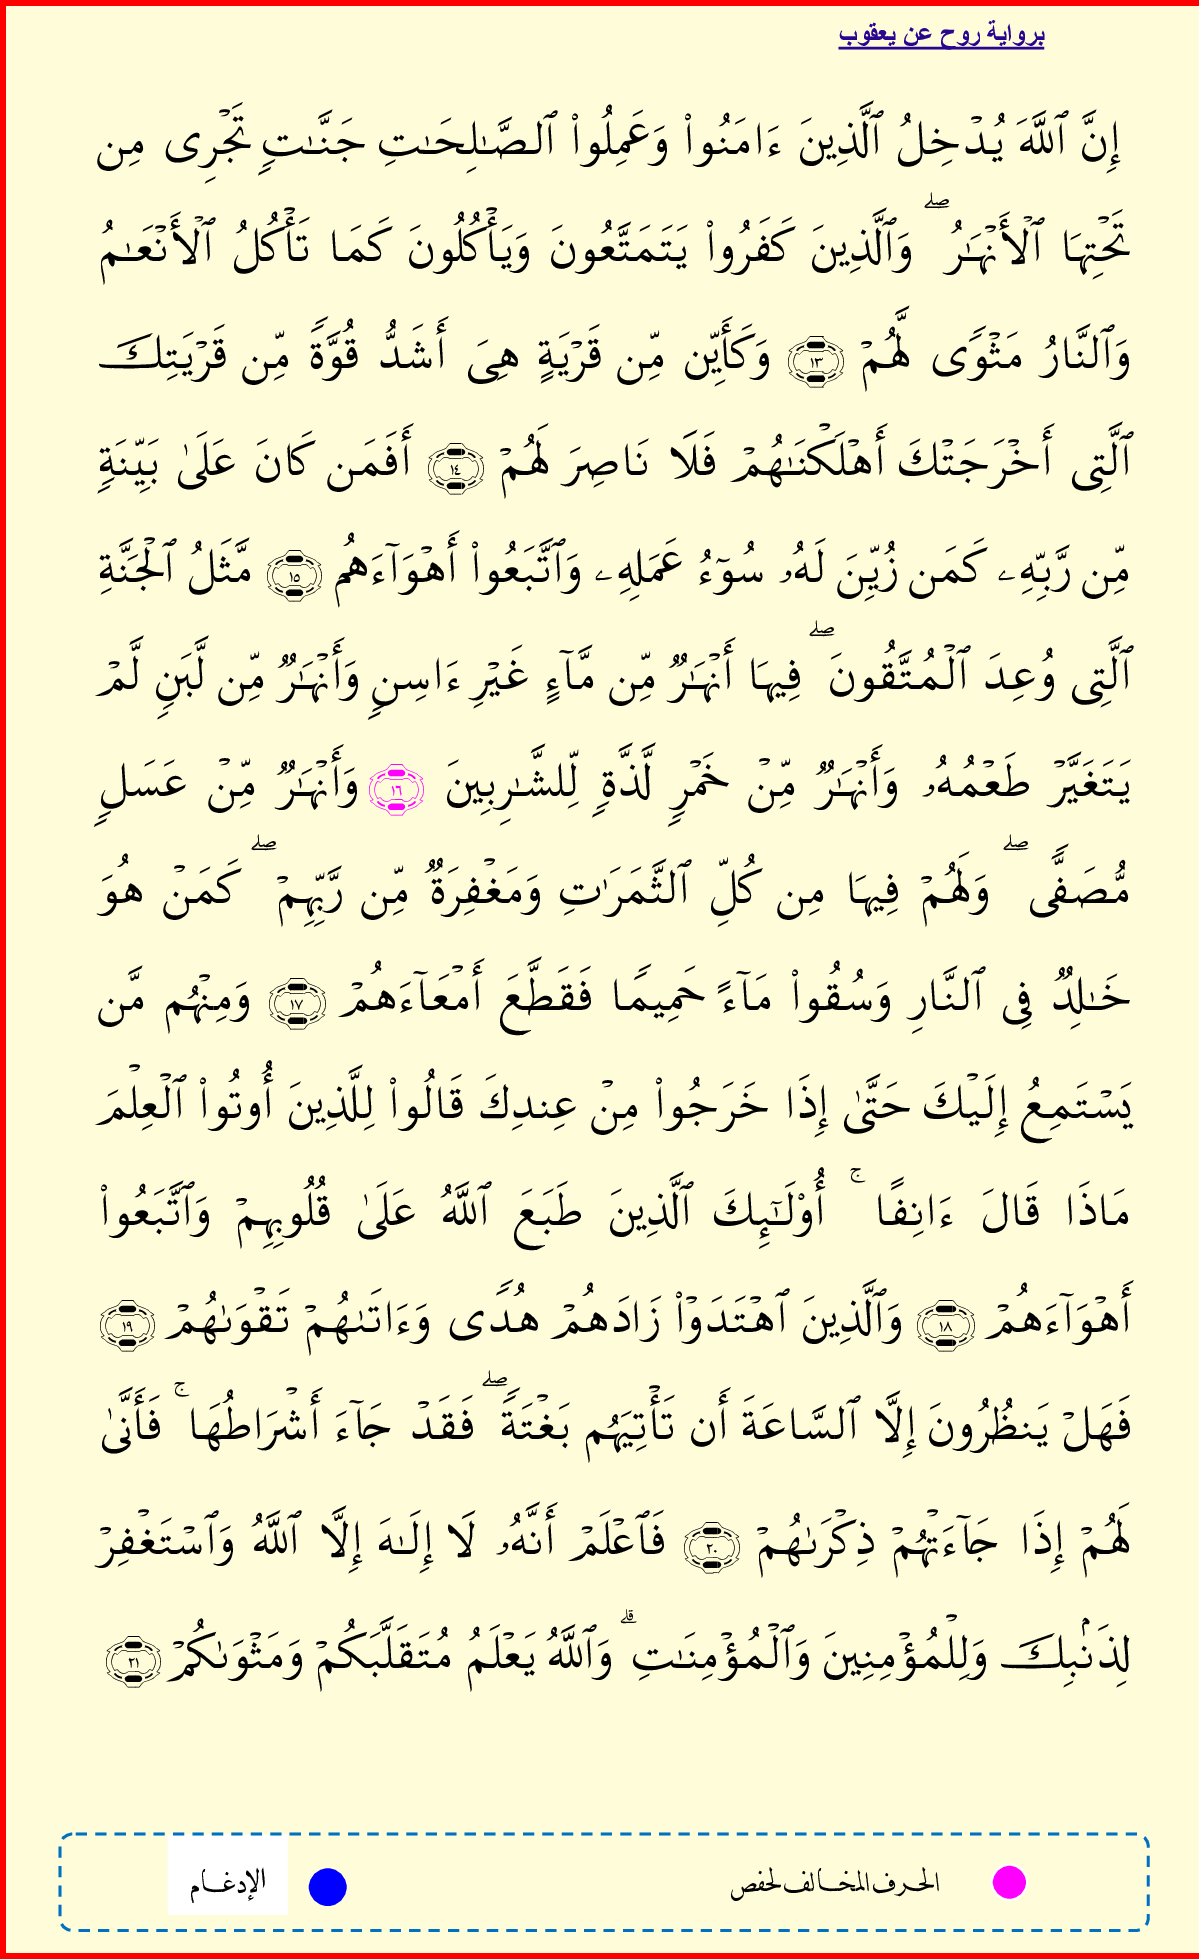 برواية روح عن يعقوب
إِنَّ ٱللَّهَ يُدْخِلُ ٱلَّذِينَ ءَامَنُوا۟ وَعَمِلُوا۟ ٱلصَّـٰلِحَـٰتِ جَنَّـٰتٍ تَجْرِى مِن
تَحْتِهَا ٱلْأَنْهَـٰرُ ۖ وَٱلَّذِينَ كَفَرُوا۟ يَتَمَتَّعُونَ وَيَأْكُلُونَ كَمَا تَأْكُلُ ٱلْأَنْعَـٰمُ
وَٱلنَّارُ مَثْوًى لَّهُمْ ١٣ وَكَأَيِّن مِّن قَرْيَةٍ هِىَ أَشَدُّ قُوَّةً مِّن قَرْيَتِكَ
ٱلَّتِى أَخْرَجَتْكَ أَهْلَكْنَـٰهُمْ فَلَا نَاصِرَ لَهُمْ ١٤ أَفَمَن كَانَ عَلَىٰ بَيِّنَةٍ
مِّن رَّبِّهِۦ كَمَن زُيِّنَ لَهُۥ سُوٓءُ عَمَلِهِۦ وَٱتَّبَعُوا۟ أَهْوَآءَهُم ١٥ مَّثَلُ ٱلْجَنَّةِ
ٱلَّتِى وُعِدَ ٱلْمُتَّقُونَ ۖ فِيهَا أَنْهَـٰرٌ مِّن مَّآءٍ غَيْرِ ءَاسِنٍ وَأَنْهَـٰرٌ مِّن لَّبَنٍ لَّمْ
يَتَغَيَّرْ طَعْمُهُۥ وَأَنْهَـٰرٌ مِّنْ خَمْرٍ لَّذَّةٍ لِّلشَّـٰرِبِينَ ١٦ وَأَنْهَـٰرٌ مِّنْ عَسَلٍ
مُّصَفًّى ۖ وَلَهُمْ فِيهَا مِن كُلِّ ٱلثَّمَرَٰتِ وَمَغْفِرَةٌ مِّن رَّبِّهِمْ ۖ كَمَنْ هُوَ
خَـٰلِدٌ فِى ٱلنَّارِ وَسُقُوا۟ مَآءً حَمِيمًا فَقَطَّعَ أَمْعَآءَهُمْ ١٧ وَمِنْهُم مَّن
يَسْتَمِعُ إِلَيْكَ حَتَّىٰ إِذَا خَرَجُوا۟ مِنْ عِندِكَ قَالُوا۟ لِلَّذِينَ أُوتُوا۟ ٱلْعِلْمَ
مَاذَا قَالَ ءَانِفًا ۚ أُو۟لَـٰٓئِكَ ٱلَّذِينَ طَبَعَ ٱللَّهُ عَلَىٰ قُلُوبِهِمْ وَٱتَّبَعُوا۟
أَهْوَآءَهُمْ ١٨ وَٱلَّذِينَ ٱهْتَدَوْا۟ زَادَهُمْ هُدًى وَءَاتَىٰهُمْ تَقْوَىٰهُمْ ١٩
فَهَلْ يَنظُرُونَ إِلَّا ٱلسَّاعَةَ أَن تَأْتِيَهُم بَغْتَةً ۖ فَقَدْ جَآءَ أَشْرَاطُهَا ۚ فَأَنَّىٰ
لَهُمْ إِذَا جَآءَتْهُمْ ذِكْرَىٰهُمْ ٢٠ فَٱعْلَمْ أَنَّهُۥ لَا إِلَـٰهَ إِلَّا ٱللَّهُ وَٱسْتَغْفِرْ
لِذَنۢبِكَ وَلِلْمُؤْمِنِينَ وَٱلْمُؤْمِنَـٰتِ ۗ وَٱللَّهُ يَعْلَمُ مُتَقَلَّبَكُمْ وَمَثْوَىٰكُمْ ٢١
الحرف المخالف لحفص الإدغام